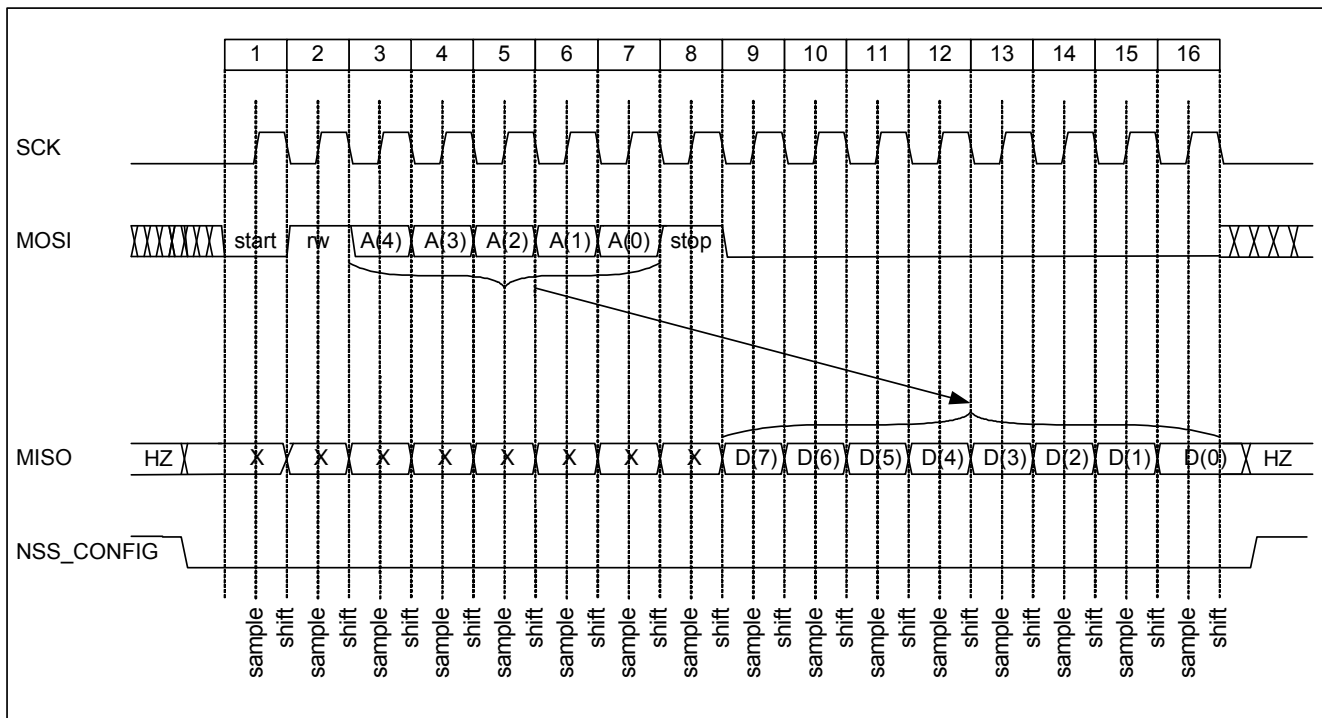 1 2 3 4 5 6 7 8 9 10 11 12 13 14 15 16
SCK
MOSI start rw A(4) A(3) A(2) A(1) A(0) stop
MISO HZ X X X X X X X X D(7) D(6) D(5) D(4) D(3) D(2) D(1) D(0) HZ
NSS_CONFIG
sample shift sample shift sample shift sample shift sample shift sample shift sample shift sample shift sample shift sample shift sample shift sample shift sample shift sample shift sample shift sample shift